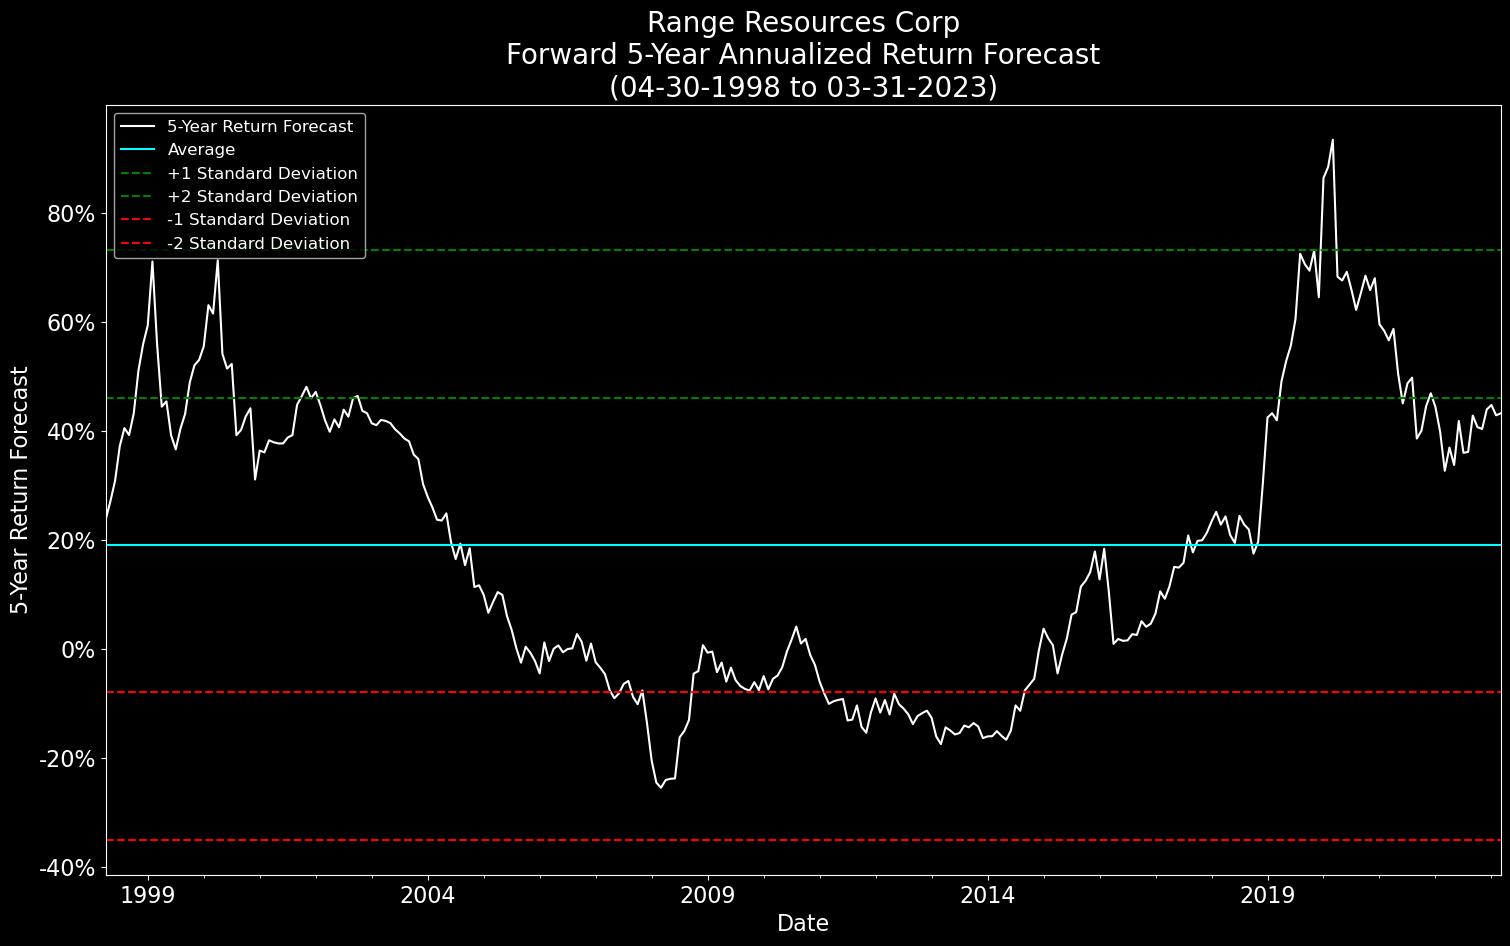 Range Resources Corp
Forward 5-Year Annualized Return Forecast
(04-30-1998 to 03-31-2023)
5-Year Return Forecast
Average
+1 Standard Deviation
+2 Standard Deviation
-1 Standard Deviation
-2 Standard Deviation
5-Year Return Forecast
80%
60%
40%
20%
0%
-20%
-40%
1999 2004 2009 2014 2019
Date